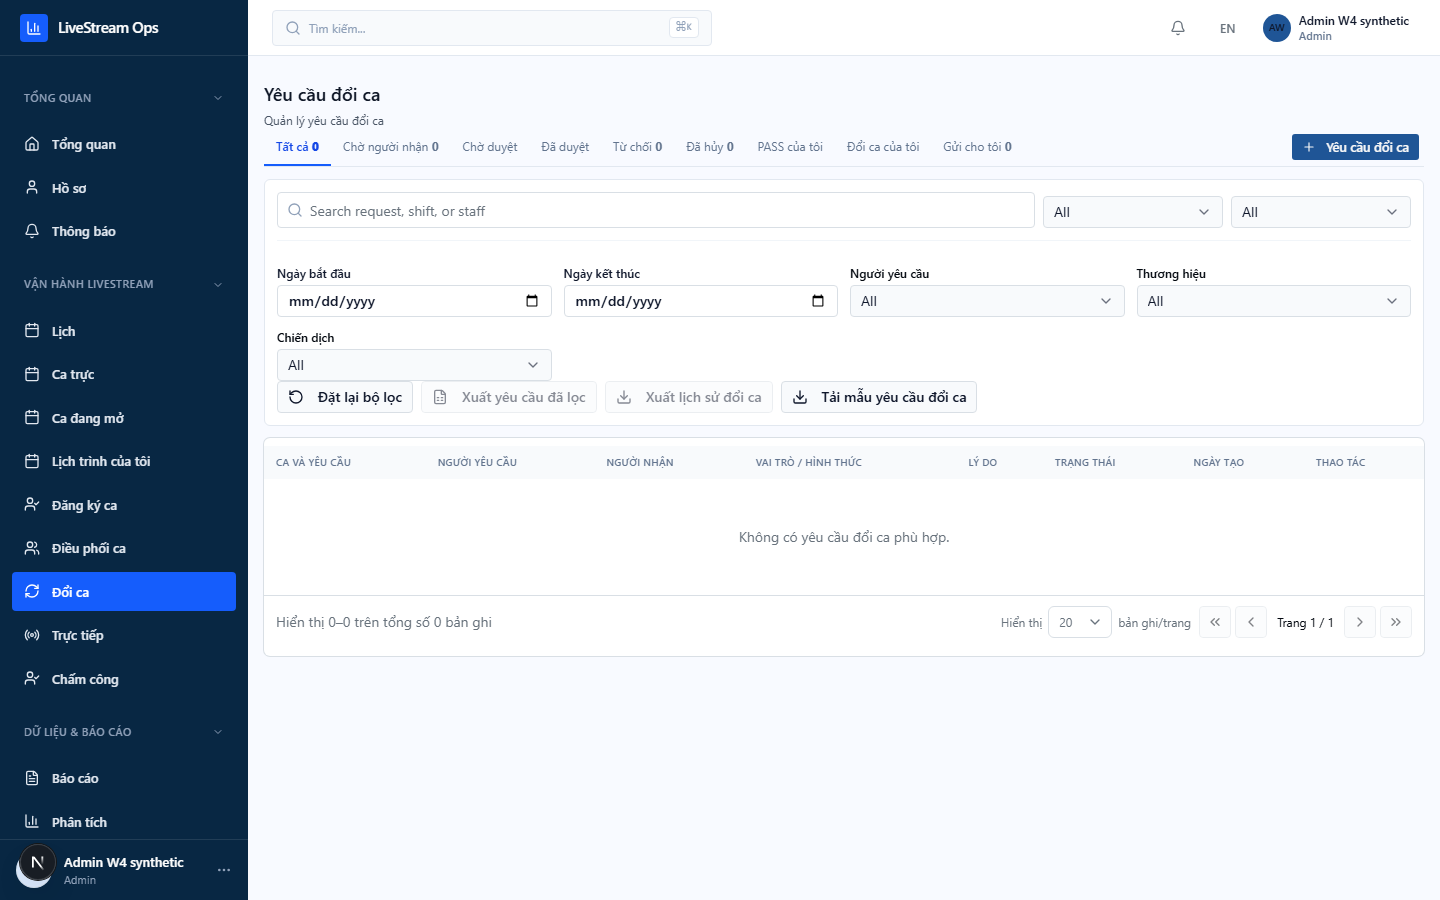 LiveStream Ops
Tìm kiếm...
⌘K
EN
AW
Admin W4 synthetic
Admin
TỔNG QUAN
Tổng quan
Hồ sơ
Thông báo
VẬN HÀNH LIVESTREAM
Lịch
Ca trực
Ca đang mở
Lịch trình của tôi
Đăng ký ca
Điều phối ca
Đổi ca
Trực tiếp
Chấm công
DỮ LIỆU & BÁO CÁO
Báo cáo
Phân tích
N
Admin W4 synthetic
Admin
Yêu cầu đổi ca
Quản lý yêu cầu đổi ca
Tất cả 0 Chờ người nhận 0 Chờ duyệt Đã duyệt Từ chối 0 Đã hủy 0 PASS của tôi Đổi ca của tôi Gửi cho tôi 0
Yêu cầu đổi ca
Search request, shift, or staff
All
All
Ngày bắt đầu Ngày kết thúc Người yêu cầu Thương hiệu
mm/dd/yyyy mm/dd/yyyy All All
Chiến dịch
All
Đặt lại bộ lọc Xuất yêu cầu đã lọc Xuất lịch sử đổi ca Tải mẫu yêu cầu đổi ca
CA VÀ YÊU CẦU NGƯỜI YÊU CẦU NGƯỜI NHẬN VAI TRÒ / HÌNH THỨC LÝ DO TRẠNG THÁI NGÀY TẠO THAO TÁC
Không có yêu cầu đổi ca phù hợp.
Hiển thị 0–0 trên tổng số 0 bản ghi
Hiển thị 20 bản ghi/trang Trang 1 / 1